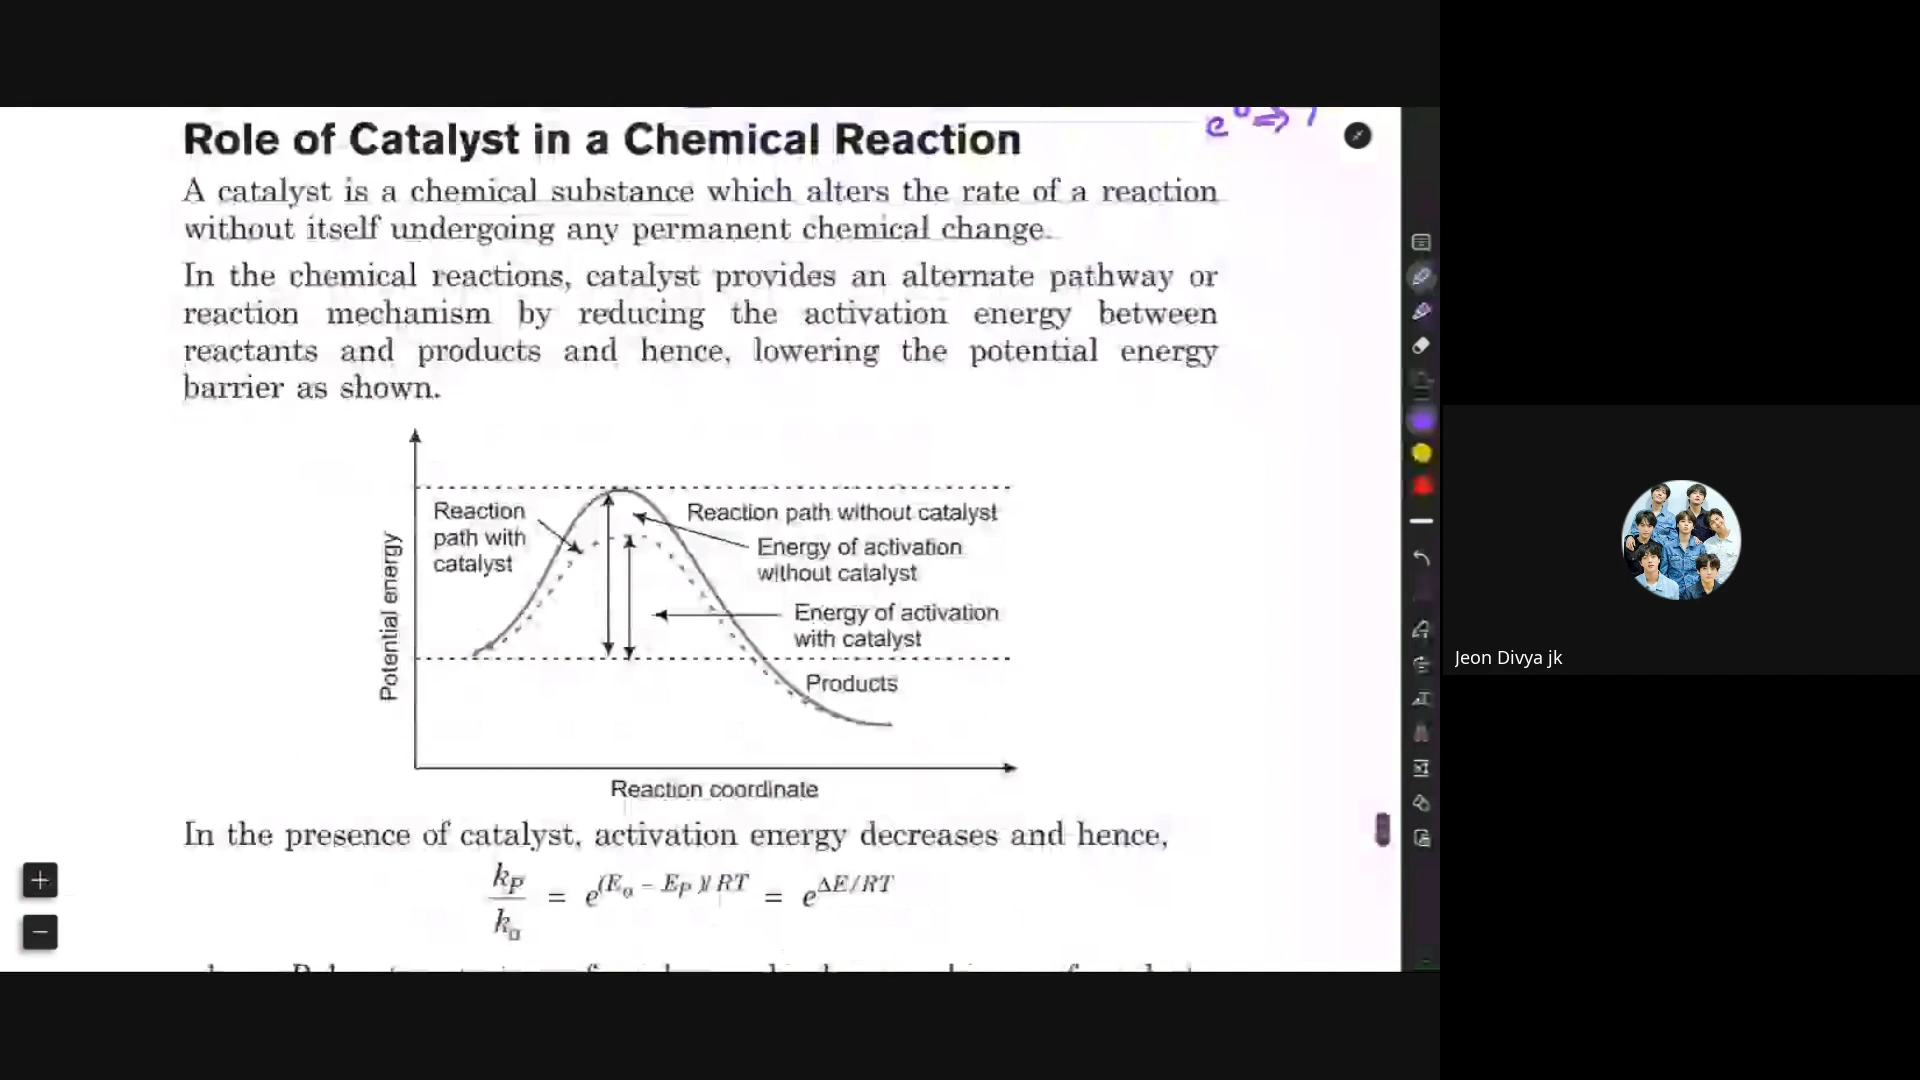 e⁰ ⇒ 1
Role of Catalyst in a Chemical Reaction
A catalyst is a chemical substance which alters the rate of a reaction
without itself undergoing any permanent chemical change.
In the chemical reactions, catalyst provides an alternate pathway or
reaction mechanism by reducing the activation energy between
reactants and products and hence, lowering the potential energy
barrier as shown.
Reaction
path with
catalyst
Reaction path without catalyst
Energy of activation
without catalyst
Energy of activation
with catalyst
Products
Potential energy
Reaction coordinate
In the presence of catalyst, activation energy decreases and hence,
k_P / k_a = e^(E_a − E_P)/RT = e^ΔE/RT
Jeon Divya jk